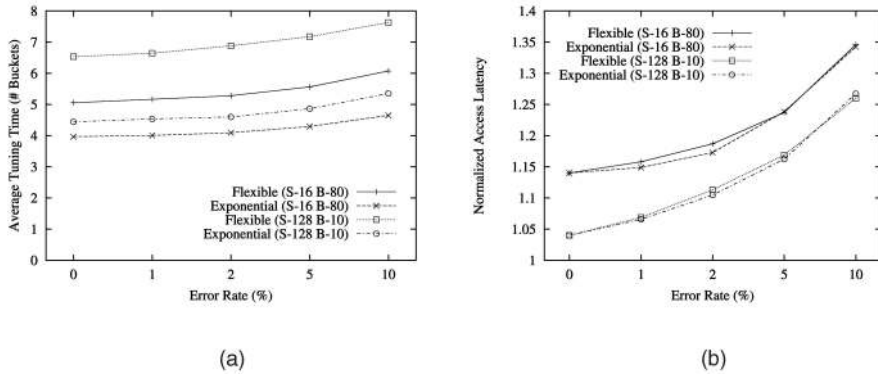 8
7
6
5
4
3
2
1
0
Average Tuning Time (# Buckets)
Flexible (S-16 B-80)
Exponential (S-16 B-80)
Flexible (S-128 B-10)
Exponential (S-128 B-10)
0 1 2 5 10
Error Rate (%)
(a)
1.4
1.35
1.3
1.25
1.2
1.15
1.1
1.05
1
Normalized Access Latency
Flexible (S-16 B-80)
Exponential (S-16 B-80)
Flexible (S-128 B-10)
Exponential (S-128 B-10)
0 1 2 5 10
Error Rate (%)
(b)